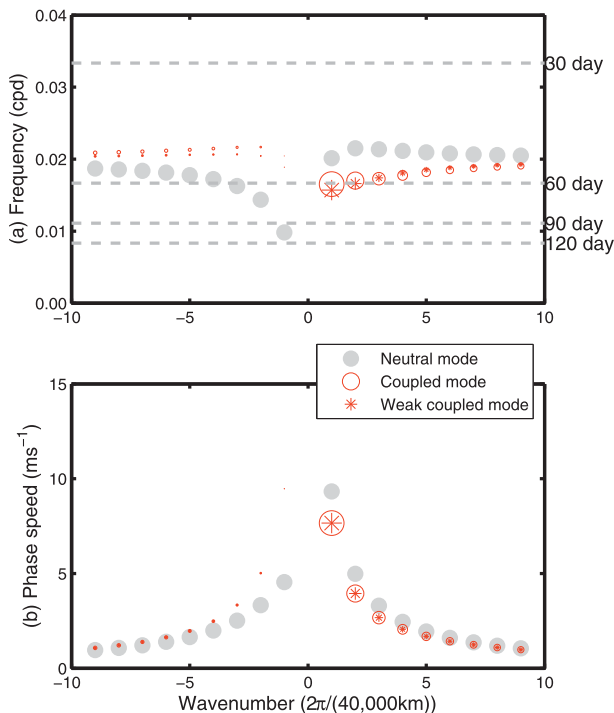 0.04
0.03
0.02
0.01
0.00
(a) Frequency (cpd)
30 day
60 day
90 day
120 day
−10
−5
0
5
10
Neutral mode
Coupled mode
Weak coupled mode
15
10
5
0
(b) Phase speed (ms⁻¹)
−10
−5
0
5
10
Wavenumber (2π/(40,000km))